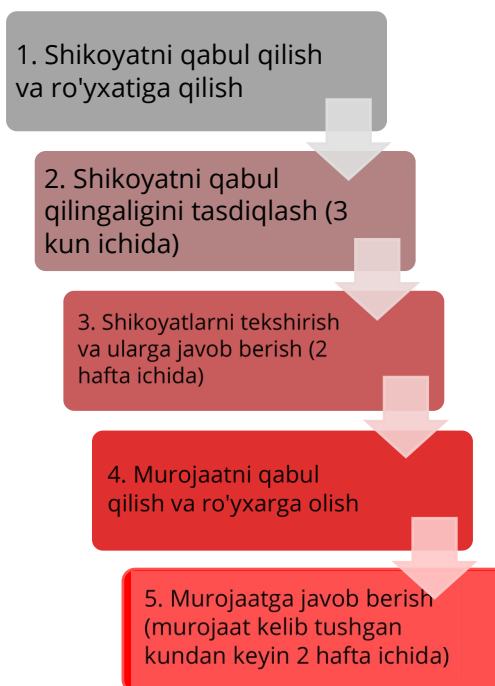 1. Shikoyatni qabul qilish
va ro'yxatiga qilish
2. Shikoyatni qabul
qilingaligini tasdiqlash (3
kun ichida)
3. Shikoyatlarni tekshirish
va ularga javob berish (2
hafta ichida)
4. Murojaatni qabul
qilish va ro'yxarga olish
5. Murojaatga javob berish
(murojaat kelib tushgan
kundan keyin 2 hafta ichida)